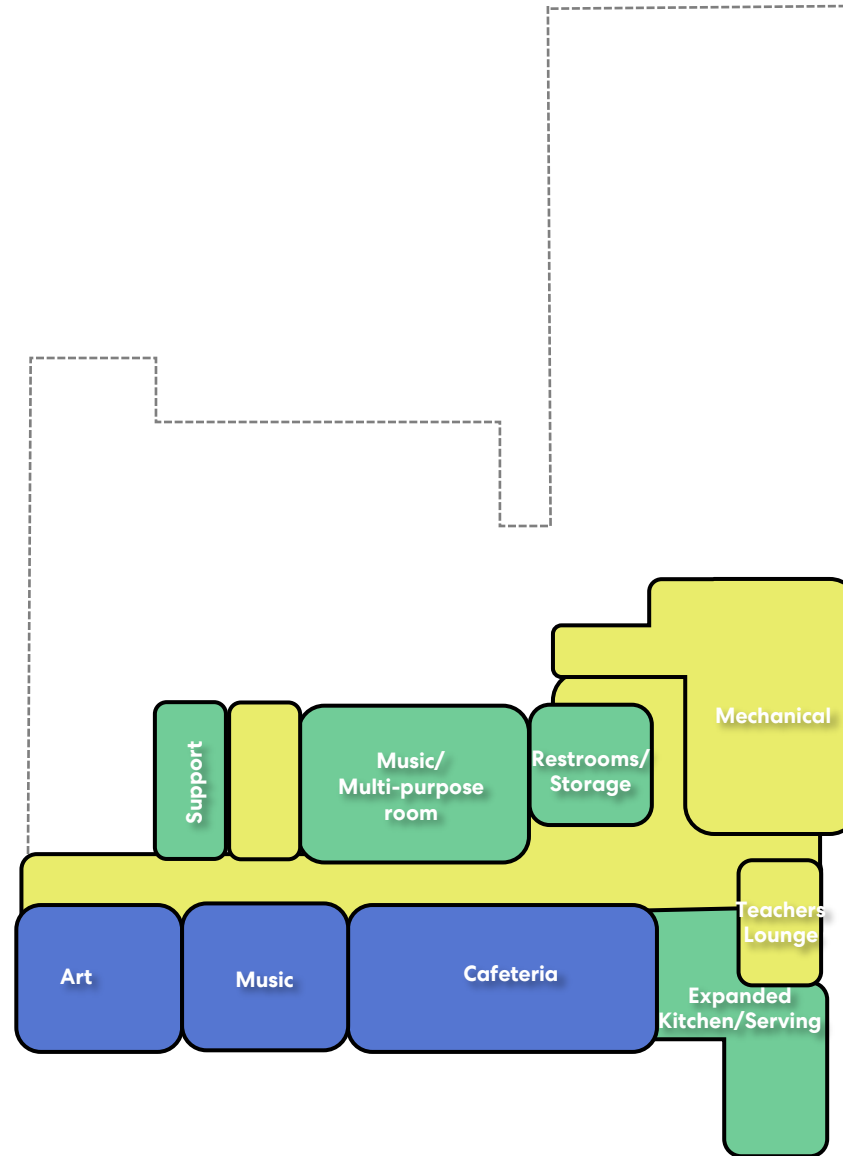 Mechanical
Music/
Multi-purpose
room
Restrooms/
Storage
Support
Teachers
Lounge
Art
Music
Cafeteria
Expanded
Kitchen/Serving